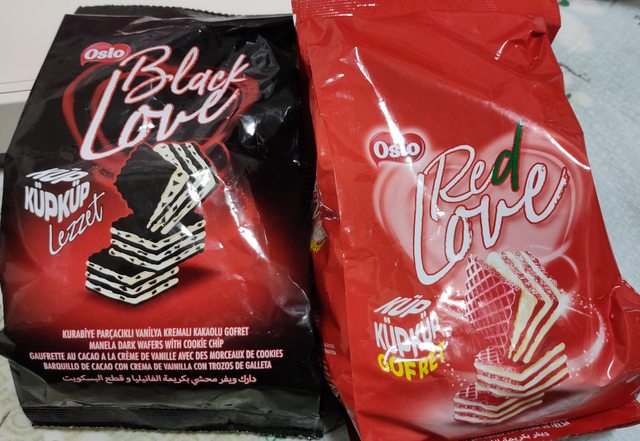 Oslo
Black
Love
KÜP
KÜPKÜP
Lezzet
KURABİYE PARÇACIKLI VANİLYA KREMALI KAKAOLU GOFRET
MANELA DARK WAFERS WITH COOKIE CHIP
GAUFRETTE AU CACAO A LA CRÈME DE VANILLE AVEC DES MORCEAUX DE COOKIES
BARQUILLO DE CACAO CON CREMA DE VAINILLA CON TROZOS DE GALLETA
دارك ويفر محشي بكريمة الفانيليا و قطع البسكويت
Oslo
Red
Love
KÜP
KÜPKÜP
GOFRET